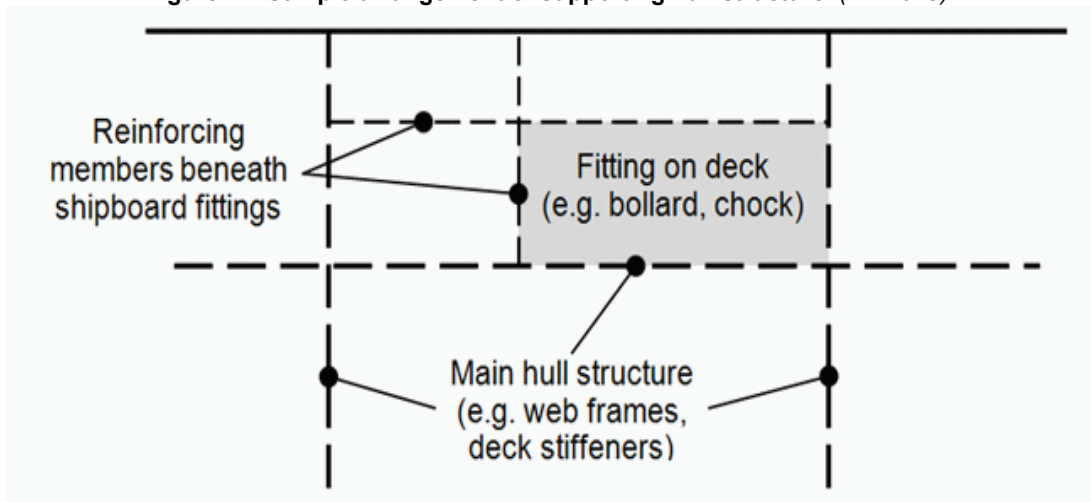 Reinforcing
members beneath
shipboard fittings
Fitting on deck
(e.g. bollard, chock)
Main hull structure
(e.g. web frames,
deck stiffeners)